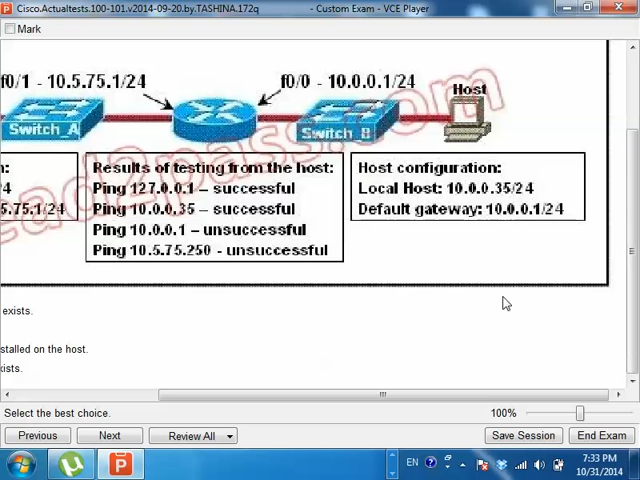 Cisco.Actualtests.100-101.v2014-09-20.by.TASHINA.172q - Custom Exam - VCE Player
Mark
f0/1 - 10.5.75.1/24
f0/0 - 10.0.0.1/24
Host
Switch_A
Switch_B
n:
/24
5.75.1/24
Results of testing from the host:
Ping 127.0.0.1 – successful
Ping 10.0.0.35 – successful
Ping 10.0.0.1 – unsuccessful
Ping 10.5.75.250 - unsuccessful
Host configuration:
Local Host: 10.0.0.35/24
Default gateway: 10.0.0.1/24
ead2pass.com
exists.
stalled on the host.
xists.
Select the best choice.
100%
Previous
Next
Review All
Save Session
End Exam
EN
7:33 PM
10/31/2014